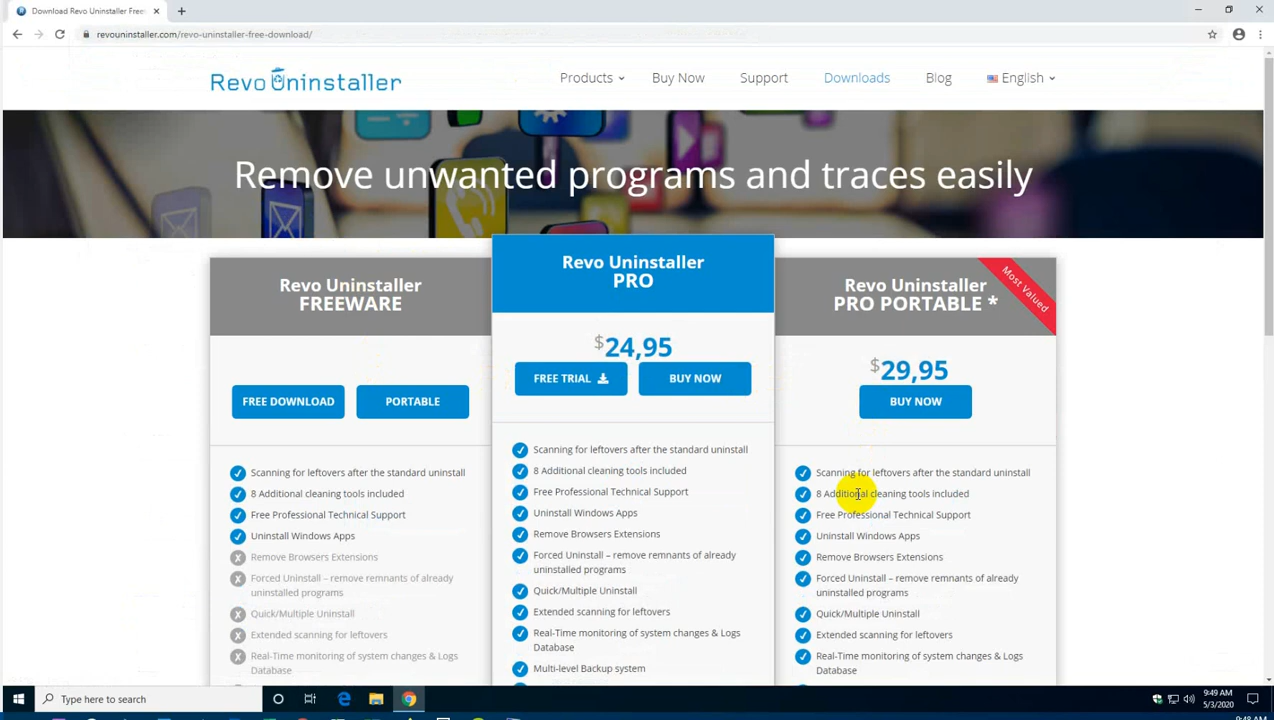 Download Revo Uninstaller Free
revouninstaller.com/revo-uninstaller-free-download/
Revo Uninstaller
Products
Buy Now
Support
Downloads
Blog
English
Remove unwanted programs and traces easily
Revo Uninstaller
FREEWARE
FREE DOWNLOAD
PORTABLE
Scanning for leftovers after the standard uninstall
8 Additional cleaning tools included
Free Professional Technical Support
Uninstall Windows Apps
Remove Browsers Extensions
Forced Uninstall – remove remnants of already
uninstalled programs
Quick/Multiple Uninstall
Extended scanning for leftovers
Real-Time monitoring of system changes & Logs
Database
Revo Uninstaller
PRO
$24,95
FREE TRIAL
BUY NOW
Scanning for leftovers after the standard uninstall
8 Additional cleaning tools included
Free Professional Technical Support
Uninstall Windows Apps
Remove Browses Extensions
Forced Uninstall – remove remnants of already
uninstalled programs
Quick/Multiple Uninstall
Extended scanning for leftovers
Real-Time monitoring of system changes & Logs
Database
Multi-level Backup system
Revo Uninstaller
PRO PORTABLE *
Most Valued
$29,95
BUY NOW
Scanning for leftovers after the standard uninstall
8 Additional cleaning tools included
Free Professional Technical Support
Uninstall Windows Apps
Remove Browsers Extensions
Forced Uninstall – remove remnants of already
uninstalled programs
Quick/Multiple Uninstall
Extended scanning for leftovers
Real-Time monitoring of system changes & Logs
Database
Type here to search
9:49 AM
5/3/2020